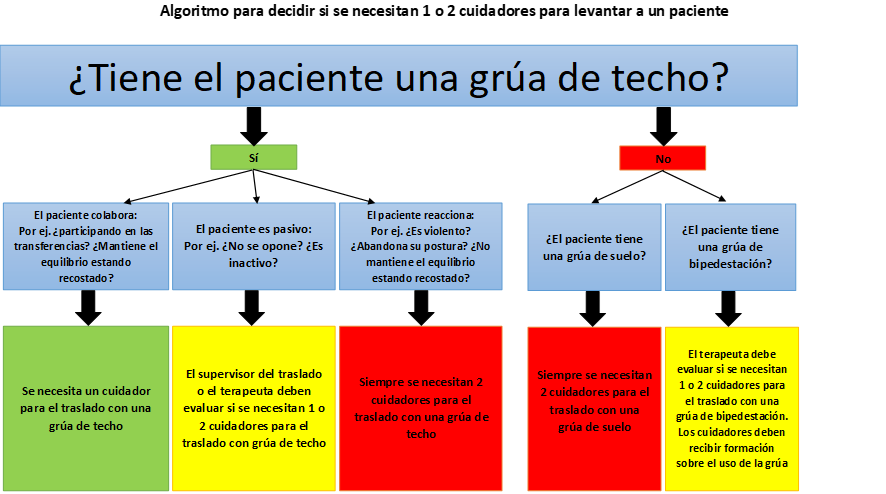 Algoritmo para decidir si se necesitan 1 o 2 cuidadores para levantar a un paciente
¿Tiene el paciente una grúa de techo?
Sí
No
El paciente colabora:
Por ej. ¿participando en las
transferencias? ¿Mantiene el
equilibrio estando
recostado?
El paciente es pasivo:
Por ej. ¿No se opone? ¿Es
inactivo?
El paciente reacciona:
Por ej. ¿Es violento?
¿Abandona su postura? ¿No
mantiene el equilibrio
estando recostado?
¿El paciente tiene
una grúa de suelo?
¿El paciente tiene
una grúa de
bipedestación?
Se necesita un cuidador
para el traslado con una
grúa de techo
El supervisor del traslado
o el terapeuta deben
evaluar si se necesitan 1 o
2 cuidadores para el
traslado con grúa de techo
Siempre se necesitan 2
cuidadores para el
traslado con una grúa de
techo
Siempre se necesitan
2 cuidadores para el
traslado con una
grúa de suelo
El terapeuta debe
evaluar si se necesitan
1 o 2 cuidadores para
el traslado con una
grúa de bipedestación.
Los cuidadores deben
recibir formación
sobre el uso de la grúa